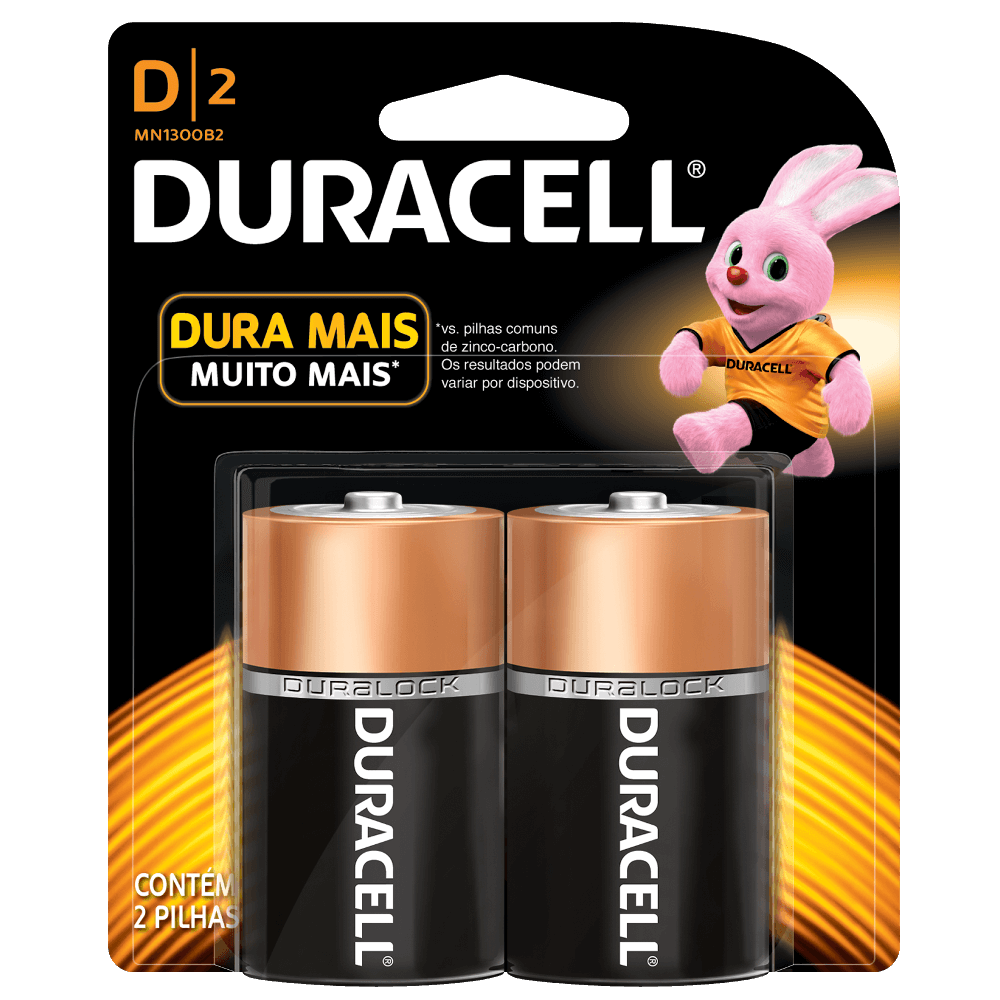 D|2
MN1300B2
DURACELL®
DURA MAIS
MUITO MAIS*
*vs. pilhas comuns
de zinco-carbono.
Os resultados podem
variar por dispositivo.
DURACELL
DURALOCK
DURALOCK
DURACELL®
DURACELL®
CONTÉM
2 PILHAS